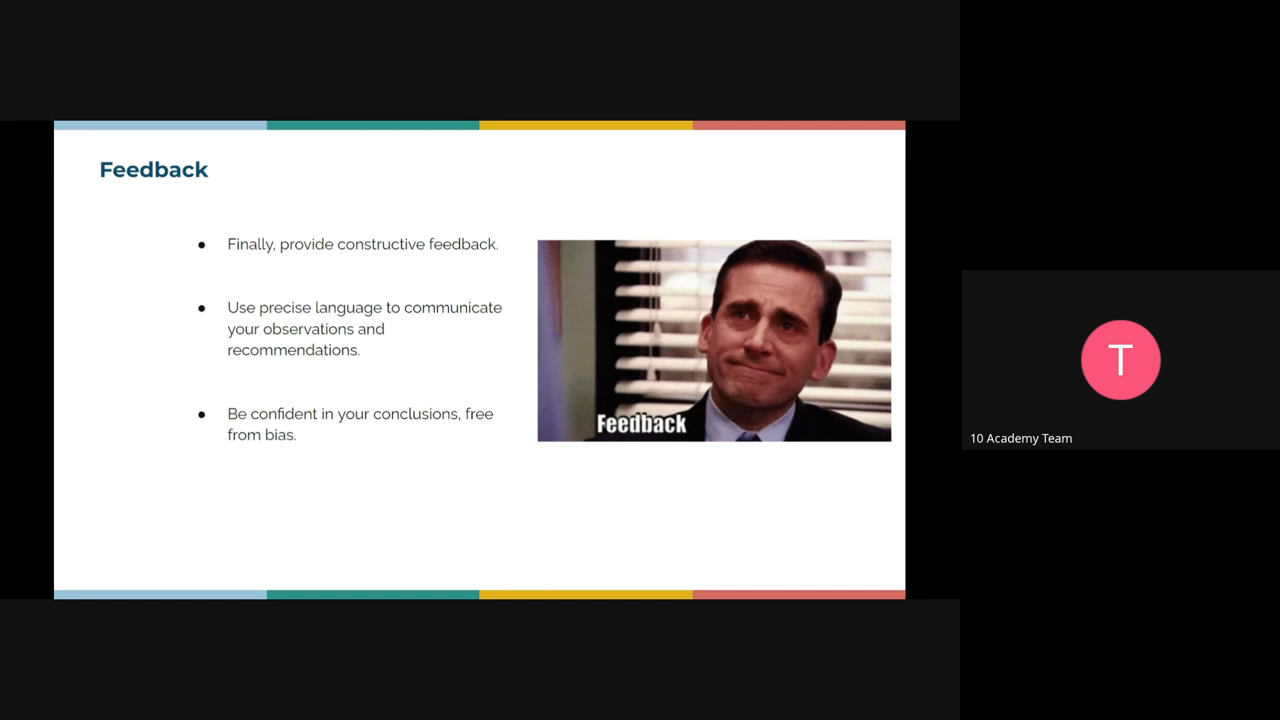 Feedback
● Finally, provide constructive feedback.
● Use precise language to communicate
your observations and
recommendations.
● Be confident in your conclusions, free
from bias.
Feedback
T
10 Academy Team